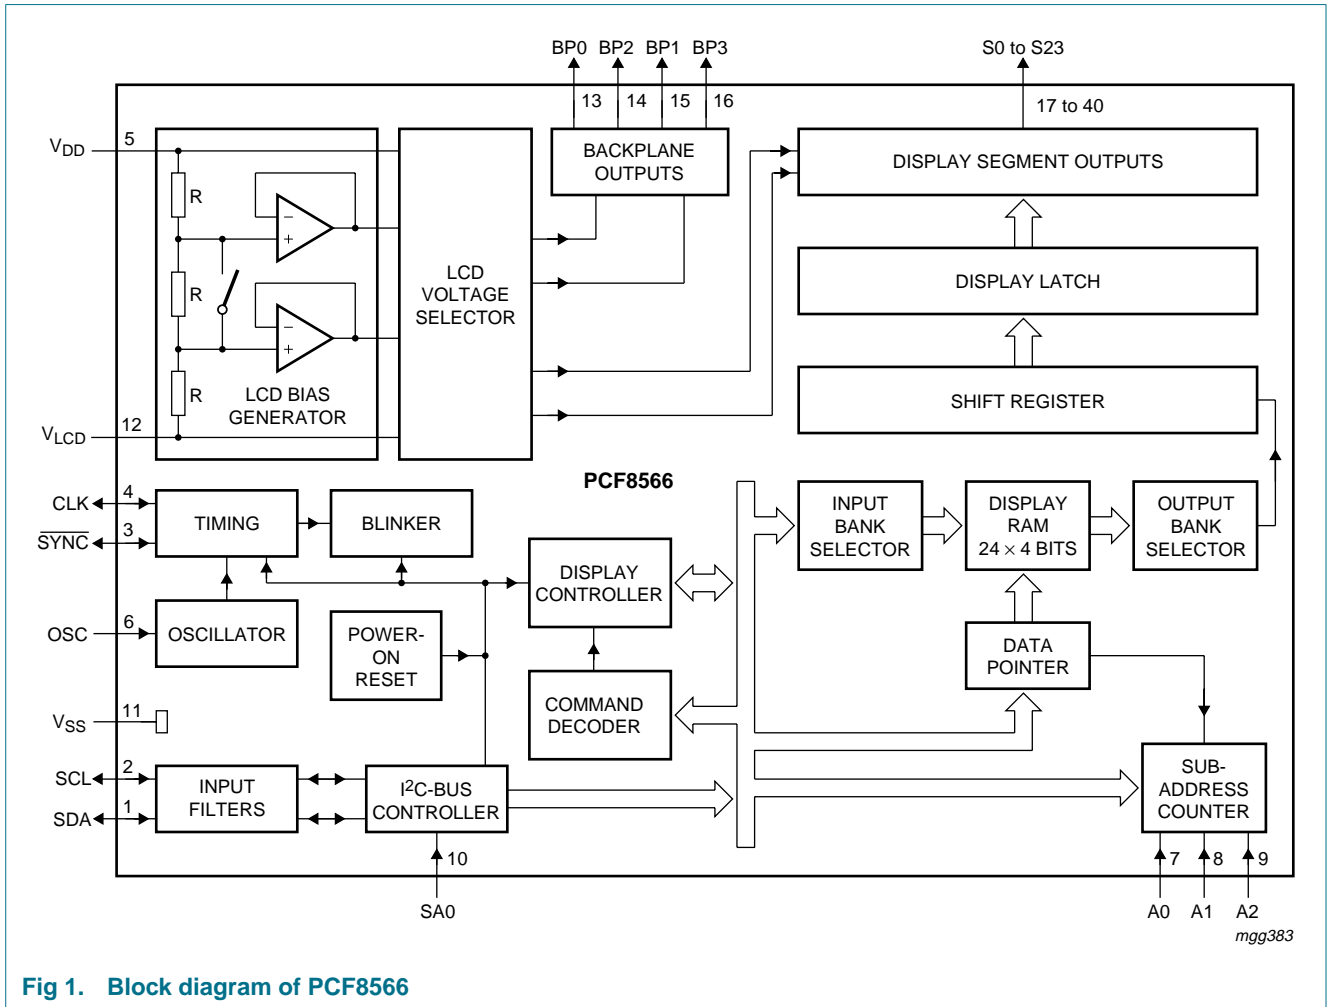 BP0 BP2 BP1 BP3
S0 to S23
13 14 15 16
17 to 40
VDD
5
BACKPLANE
OUTPUTS
DISPLAY SEGMENT OUTPUTS
R
−
+
R
LCD
VOLTAGE
SELECTOR
DISPLAY LATCH
−
+
R
LCD BIAS
GENERATOR
SHIFT REGISTER
VLCD
12
PCF8566
CLK
4
SYNC
3
TIMING
BLINKER
INPUT
BANK
SELECTOR
DISPLAY
RAM
24 × 4 BITS
OUTPUT
BANK
SELECTOR
DISPLAY
CONTROLLER
OSC
6
OSCILLATOR
POWER-
ON
RESET
DATA
POINTER
COMMAND
DECODER
VSS
11
SCL
2
SDA
1
INPUT
FILTERS
I2C-BUS
CONTROLLER
SUB-
ADDRESS
COUNTER
10
7 8 9
SA0
A0 A1 A2
mgg383
Fig 1. Block diagram of PCF8566